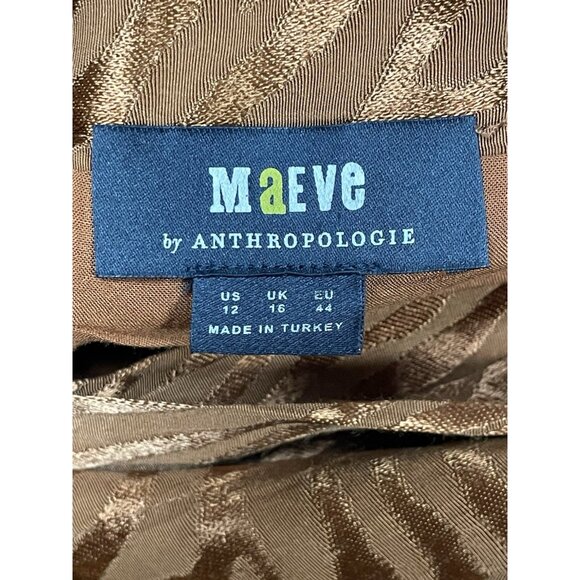 MaEVe
by ANTHROPOLOGIE
US UK EU
12 16 44
MADE IN TURKEY